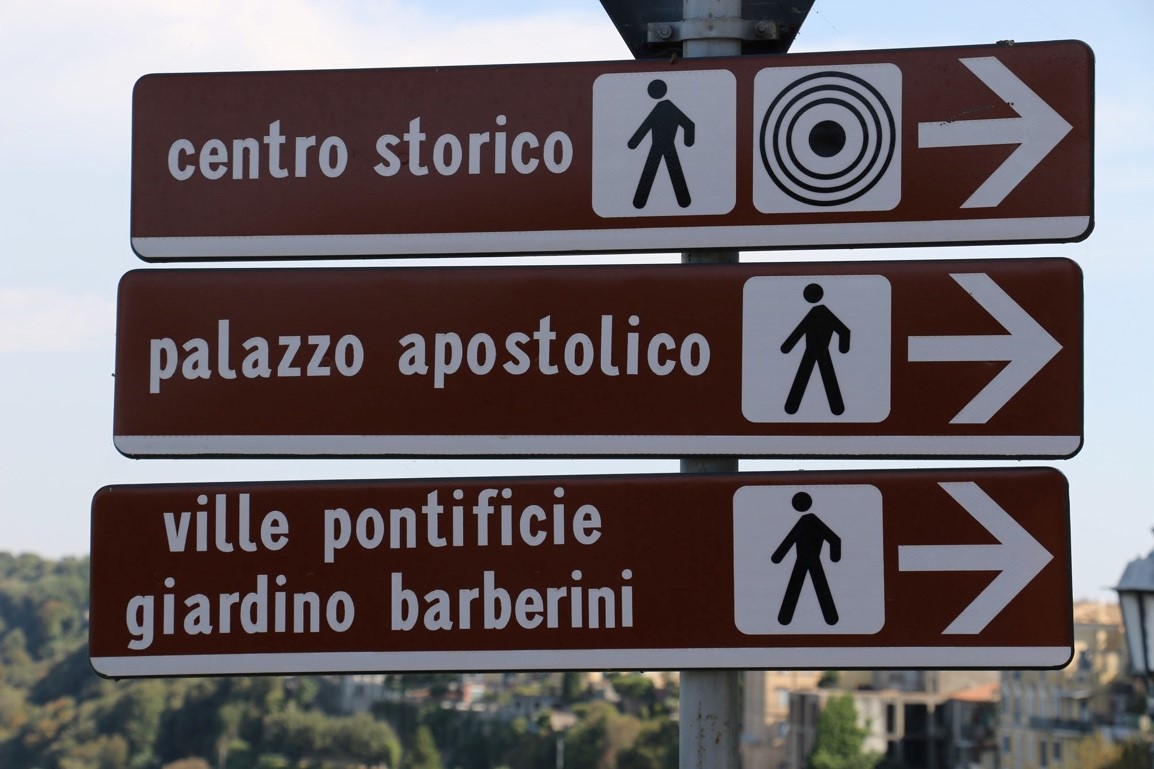 centro storico
palazzo apostolico
ville pontificie
giardino barberini